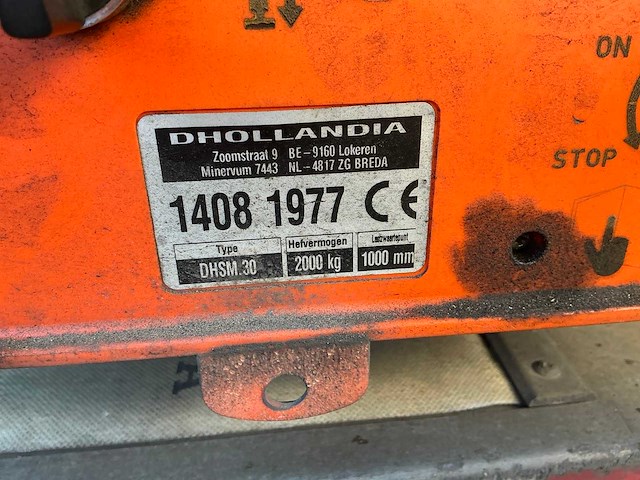 ON
STOP
DHOLLANDIA
Zoomstraat 9 BE-9160 Lokeren
Minervum 7443 NL-4817 ZG BREDA
1408 1977 CE
Type
DHSM.30
Hefvermogen
2000 kg
Lastzwaartepunt
1000 mm